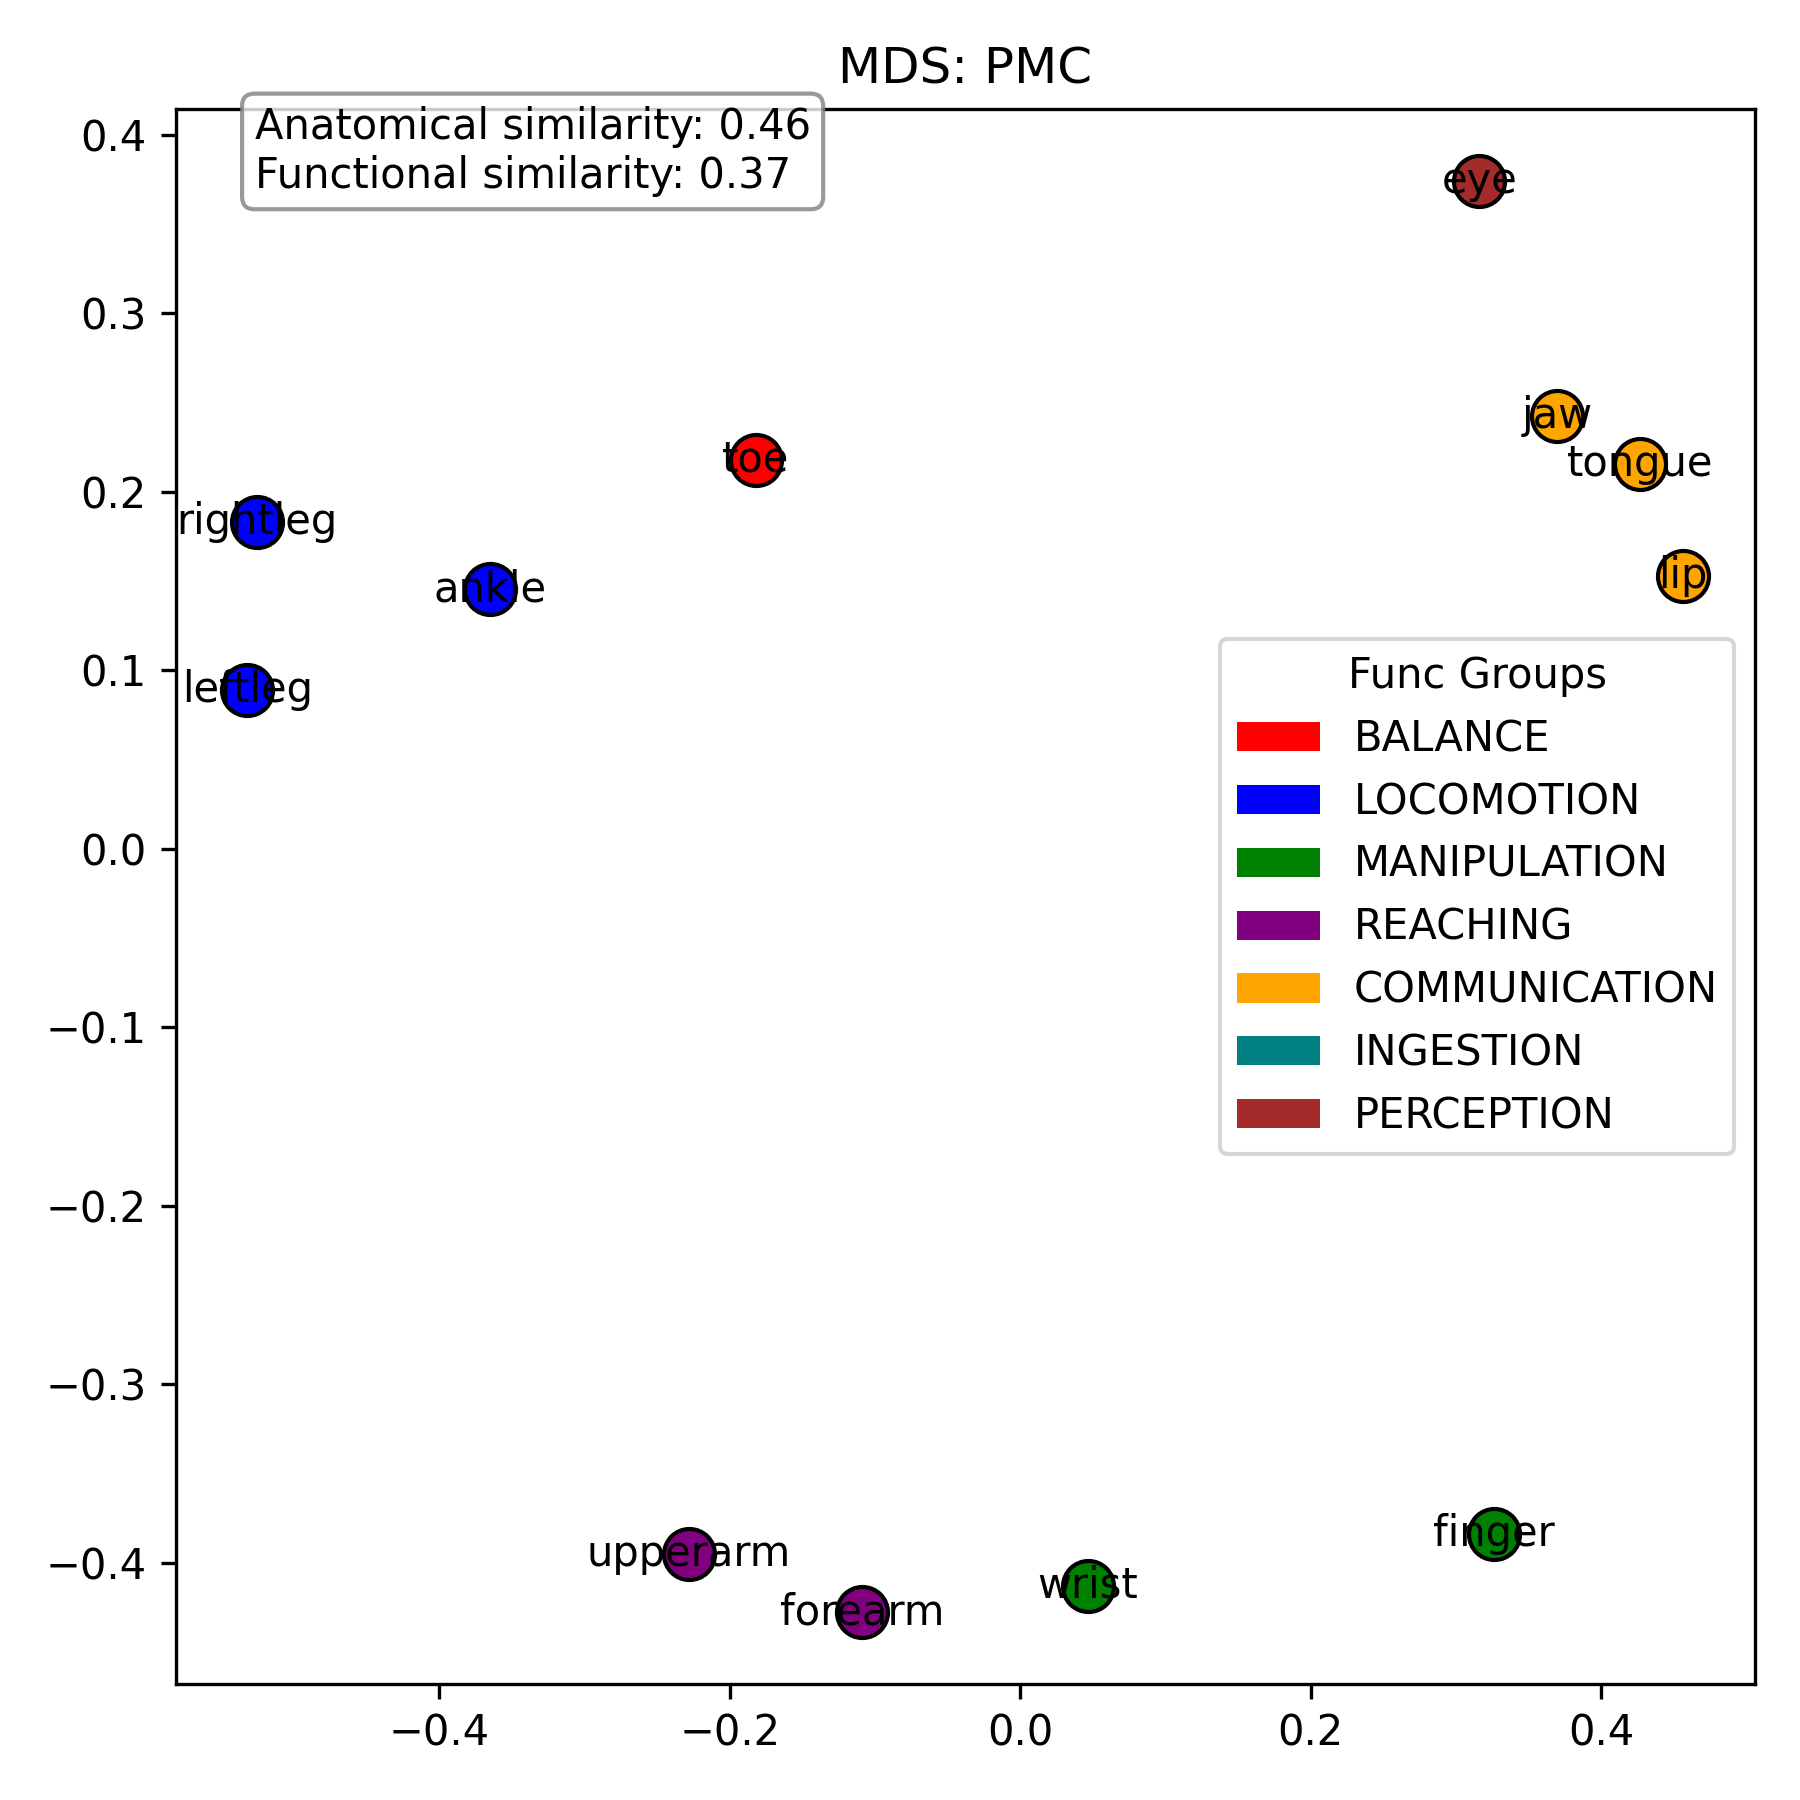 MDS: PMC
Anatomical similarity: 0.46
Functional similarity: 0.37
0.4
0.3
0.2
0.1
0.0
−0.1
−0.2
−0.3
−0.4
eye
jaw
tongue
toe
rightleg
ankle
lip
leftleg
Func Groups
BALANCE
LOCOMOTION
MANIPULATION
REACHING
COMMUNICATION
INGESTION
PERCEPTION
finger
upperarm
wrist
forearm
−0.4
−0.2
0.0
0.2
0.4